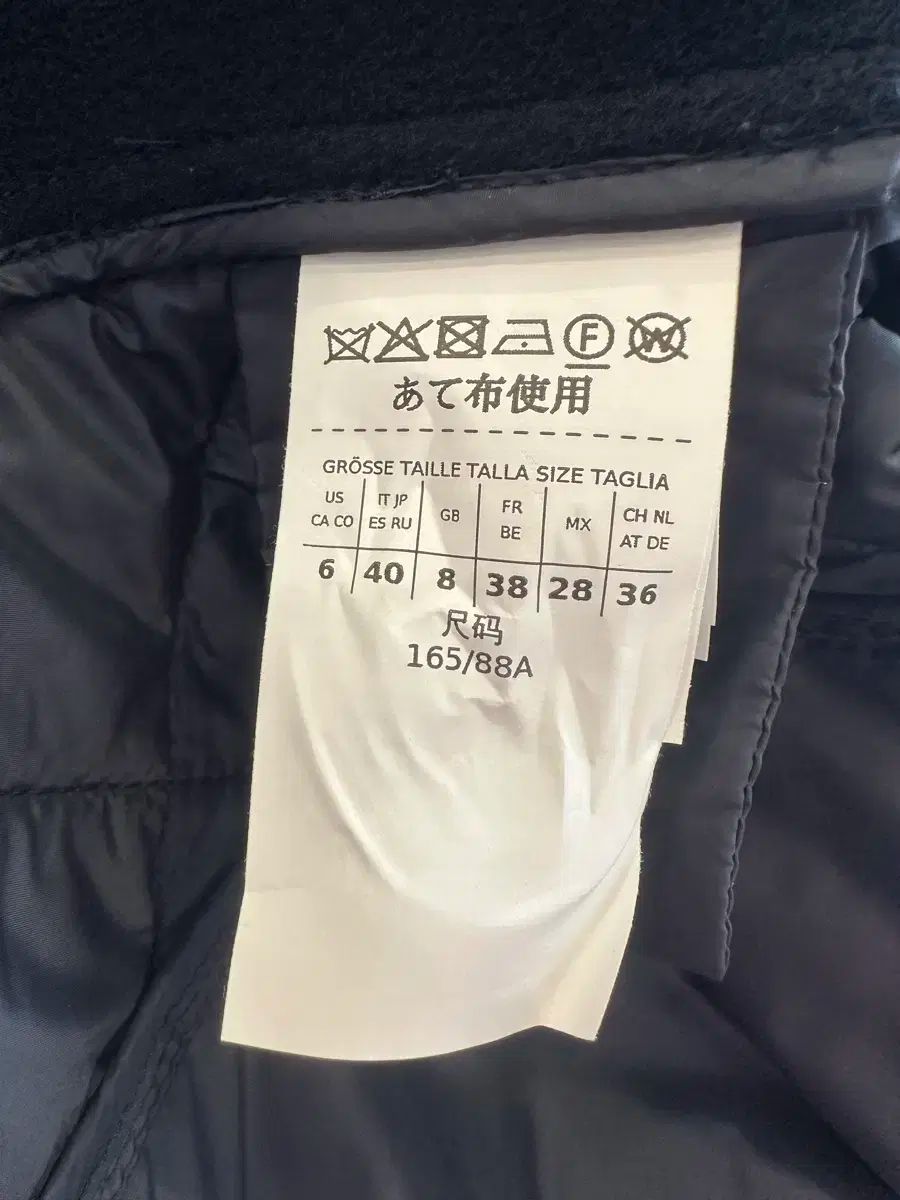 F W
あて布使用
GRÖSSE TAILLE TALLA SIZE TAGLIA
US IT JP GB FR MX CH NL
CA CO ES RU BE AT DE
6 40 8 38 28 36
尺码
165/88A